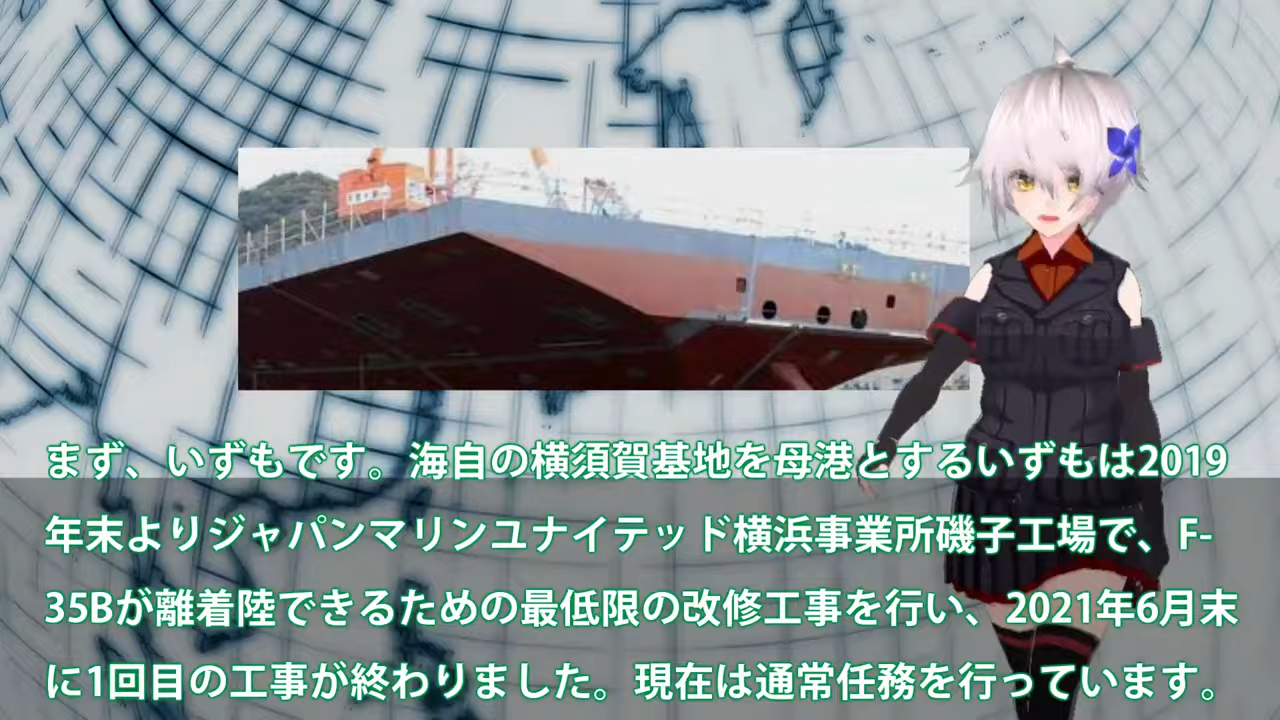 まず、いずもです。海自の横須賀基地を母港とするいずもは2019
年末よりジャパンマリンユナイテッド横浜事業所磯子工場で、F-
35Bが離着陸できるための最低限の改修工事を行い、2021年6月末
に1回目の工事が終わりました。現在は通常任務を行っています。